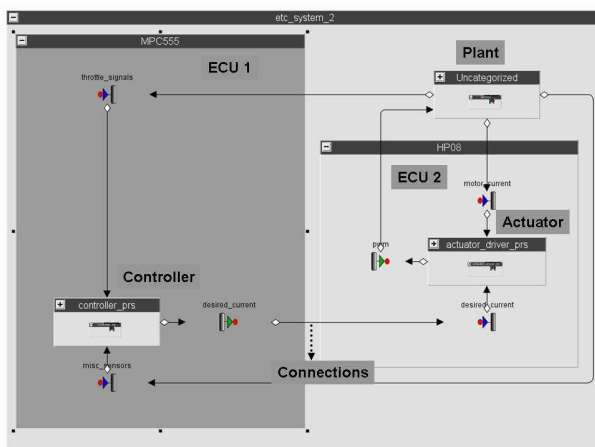 etc_system_2
MPC555
ECU 1
throttle_signals
Plant
Uncategorized
HP08
ECU 2
motor_current
Actuator
pwm
actuator_driver_prs
Controller
controller_prs
desired_current
desired_current
misc_sensors
Connections